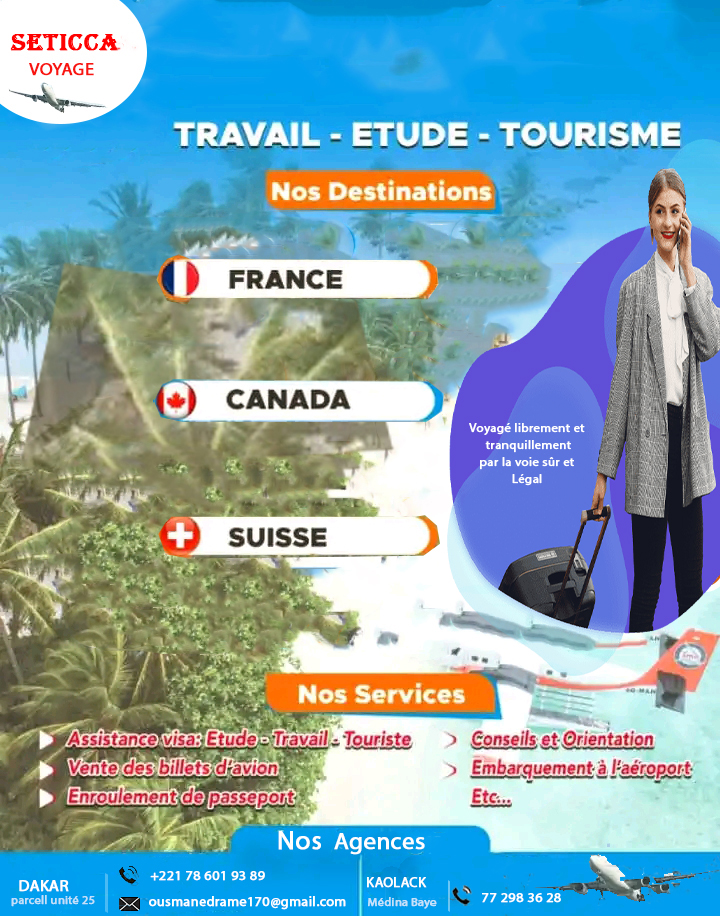 SETICCA
VOYAGE
TRAVAIL - ETUDE - TOURISME
Nos Destinations
FRANCE
CANADA
SUISSE
Voyagé librement et
tranquillement
par la voie sûr et
Légal
Nos Services
Assistance visa: Etude - Travail - Touriste
Vente des billets d'avion
Enroulement de passeport
Conseils et Orientation
Embarquement à l'aéroport
Etc...
Nos Agences
DAKAR
parcell unité 25
+221 78 601 93 89
ousmanedrame170@gmail.com
KAOLACK
Médina Baye
77 298 36 28